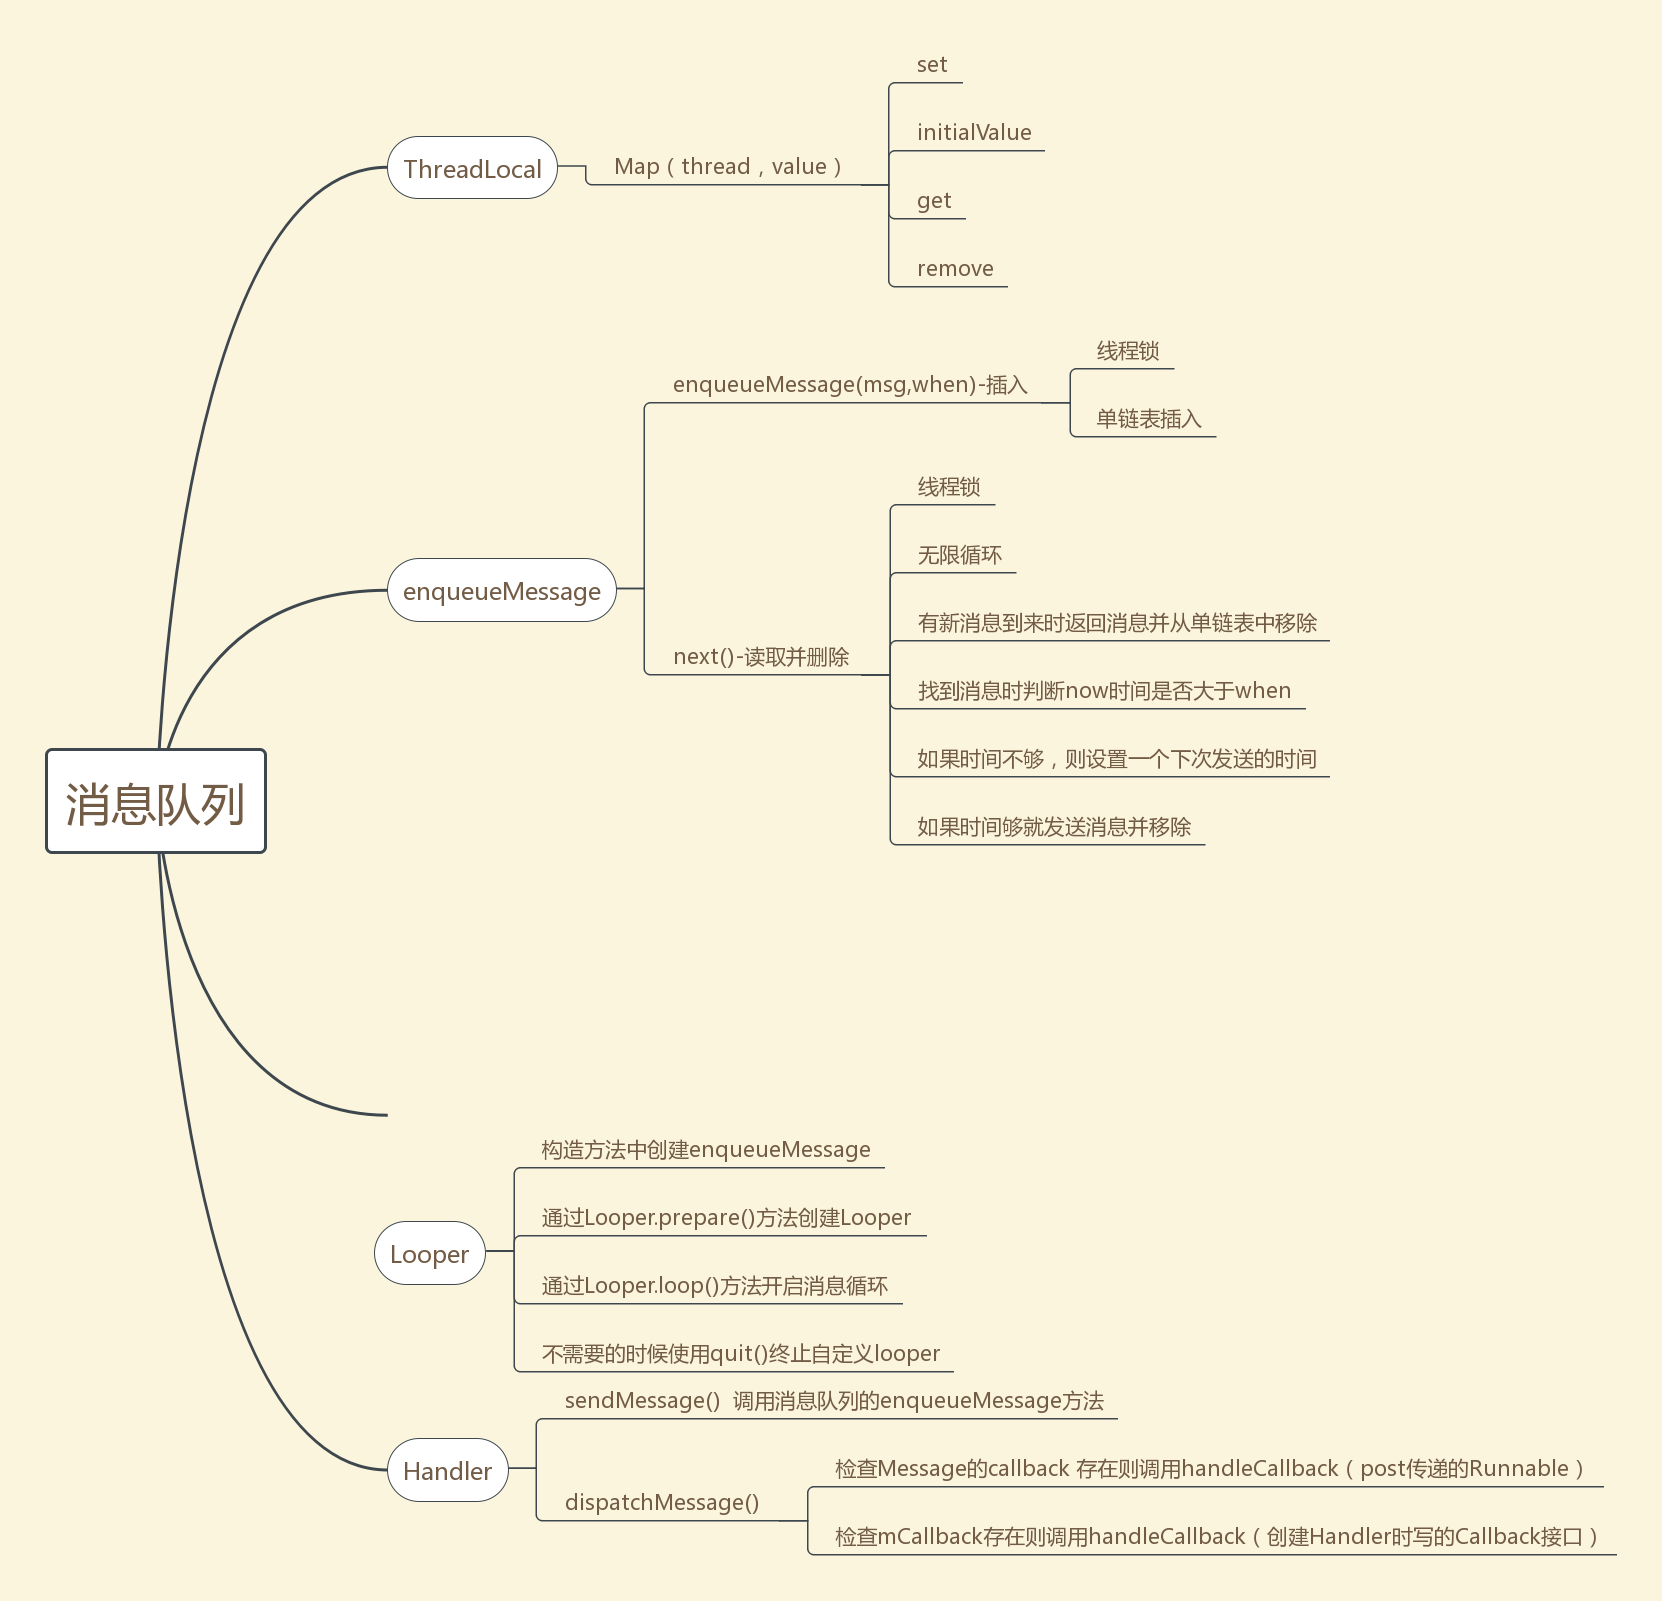 消息队列
ThreadLocal
Map（thread，value）
set
initialValue
get
remove
enqueueMessage
enqueueMessage(msg,when)-插入
线程锁
单链表插入
next()-读取并删除
线程锁
无限循环
有新消息到来时返回消息并从单链表中移除
找到消息时判断now时间是否大于when
如果时间不够，则设置一个下次发送的时间
如果时间够就发送消息并移除
Looper
构造方法中创建enqueueMessage
通过Looper.prepare()方法创建Looper
通过Looper.loop()方法开启消息循环
不需要的时候使用quit()终止自定义looper
Handler
sendMessage()  调用消息队列的enqueueMessage方法
dispatchMessage()
检查Message的callback 存在则调用handleCallback（post传递的Runnable）
检查mCallback存在则调用handleCallback（创建Handler时写的Callback接口）